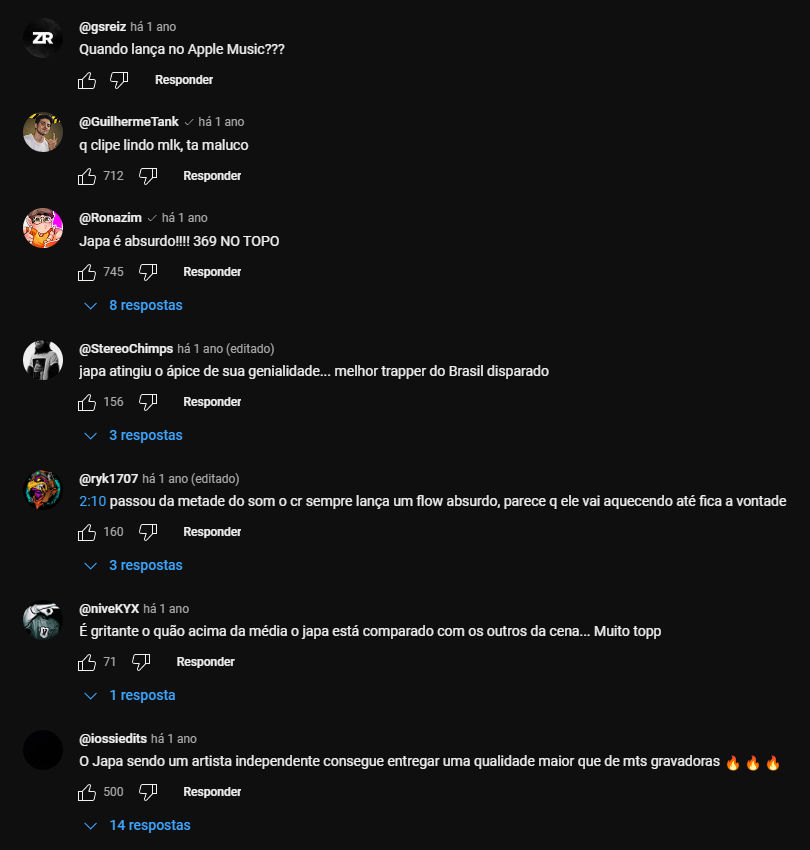 ZR
@gsreiz há 1 ano
Quando lança no Apple Music???
Responder
@GuilhermeTank há 1 ano
q clipe lindo mlk, ta maluco
712 Responder
@Ronazim há 1 ano
Japa é absurdo!!!! 369 NO TOPO
745 Responder
8 respostas
@StereoChimps há 1 ano (editado)
japa atingiu o ápice de sua genialidade... melhor trapper do Brasil disparado
156 Responder
3 respostas
@ryk1707 há 1 ano (editado)
2:10 passou da metade do som o cr sempre lança um flow absurdo, parece q ele vai aquecendo até fica a vontade
160 Responder
3 respostas
@niveKYX há 1 ano
É gritante o quão acima da média o japa está comparado com os outros da cena... Muito topp
71 Responder
1 resposta
@iossiedits há 1 ano
O Japa sendo um artista independente consegue entregar uma qualidade maior que de mts gravadoras 🔥🔥🔥
500 Responder
14 respostas